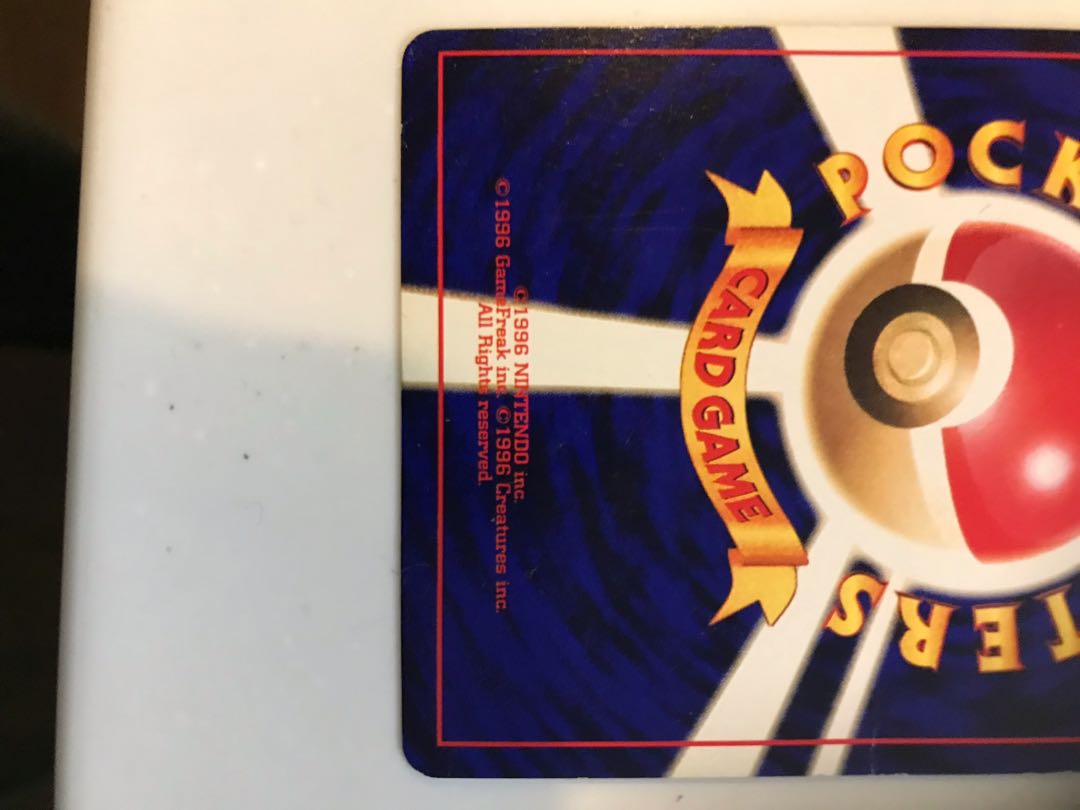 POCK
TERS
CARD GAME
©1996 NINTENDO inc.
©1996 GameFreak inc. ©1996 Creatures inc.
All Rights reserved.